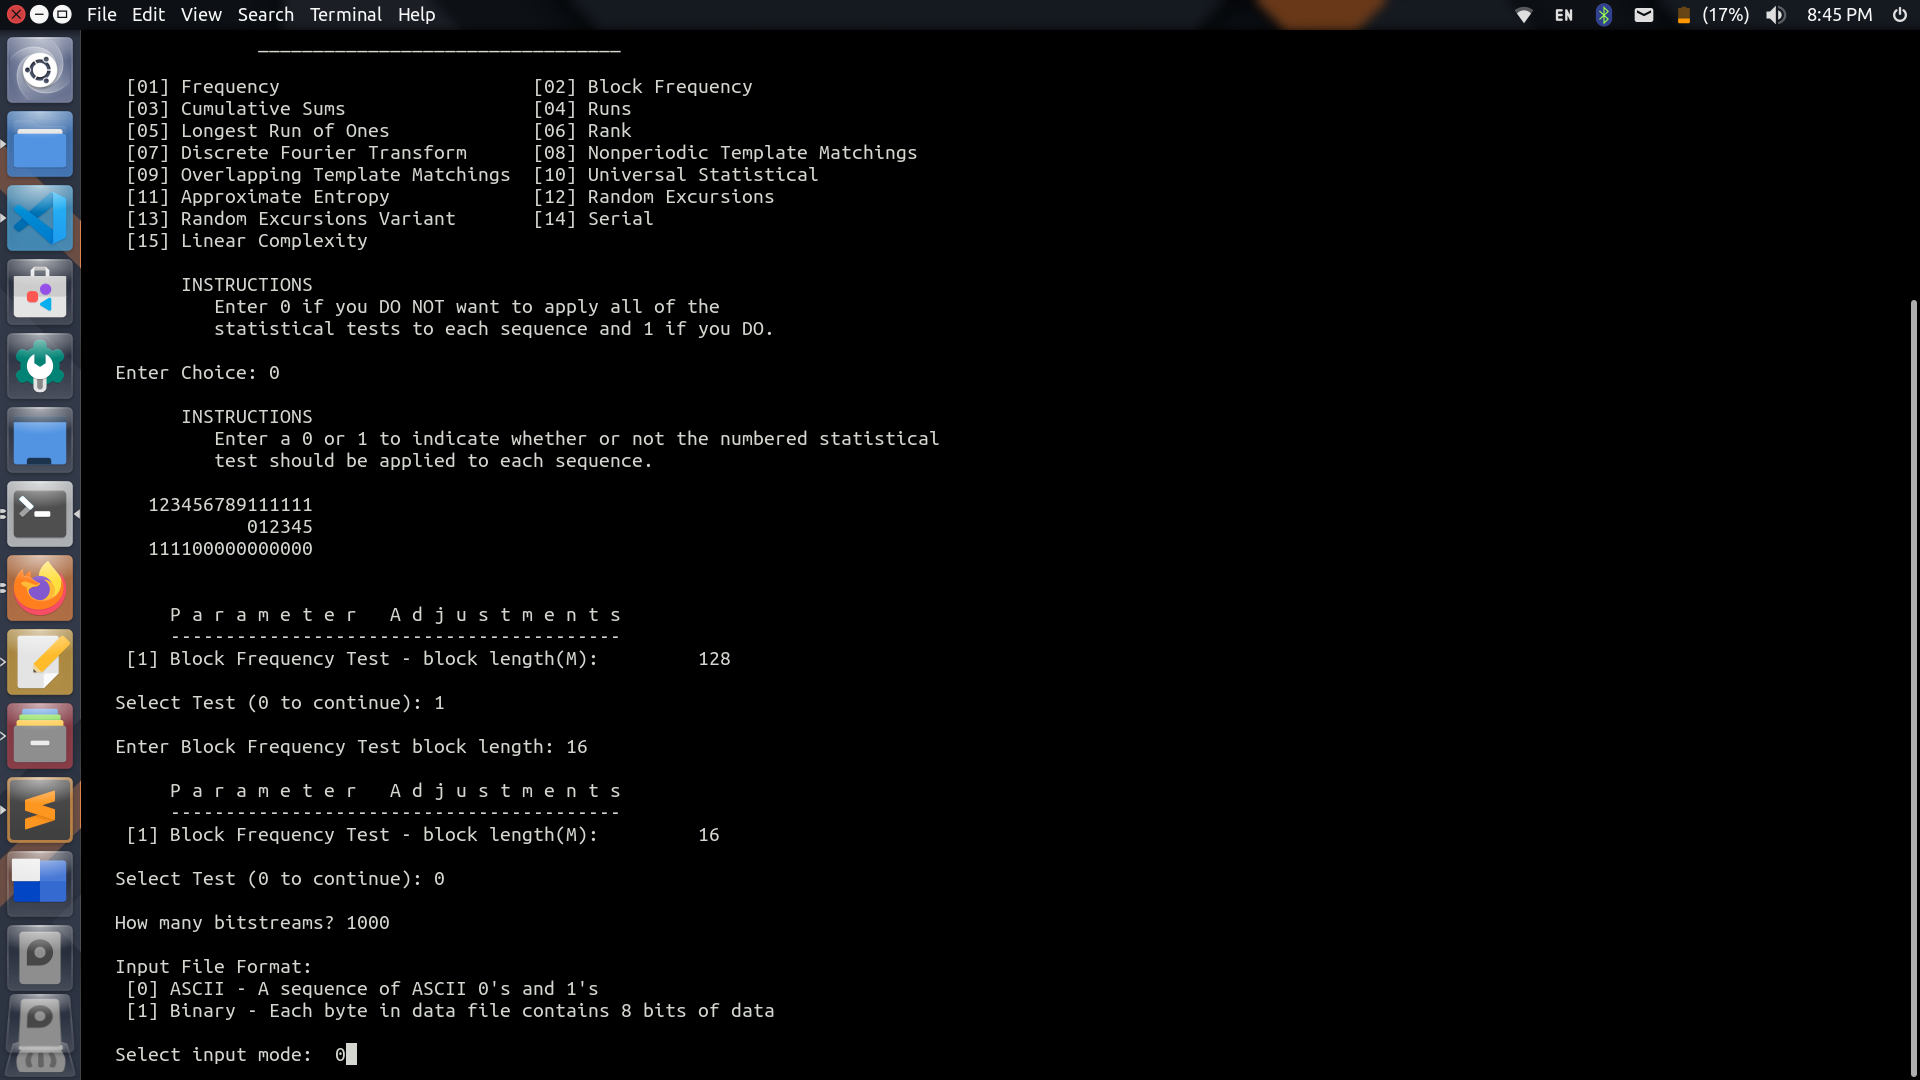 File Edit View Search Terminal Help EN (17%) 8:45 PM
_________________________________
[01] Frequency [02] Block Frequency
[03] Cumulative Sums [04] Runs
[05] Longest Run of Ones [06] Rank
[07] Discrete Fourier Transform [08] Nonperiodic Template Matchings
[09] Overlapping Template Matchings [10] Universal Statistical
[11] Approximate Entropy [12] Random Excursions
[13] Random Excursions Variant [14] Serial
[15] Linear Complexity
INSTRUCTIONS
Enter 0 if you DO NOT want to apply all of the
statistical tests to each sequence and 1 if you DO.
Enter Choice: 0
INSTRUCTIONS
Enter a 0 or 1 to indicate whether or not the numbered statistical
test should be applied to each sequence.
123456789111111
012345
111100000000000
P a r a m e t e r   A d j u s t m e n t s
-----------------------------------------
[1] Block Frequency Test - block length(M): 128
Select Test (0 to continue): 1
Enter Block Frequency Test block length: 16
P a r a m e t e r   A d j u s t m e n t s
-----------------------------------------
[1] Block Frequency Test - block length(M): 16
Select Test (0 to continue): 0
How many bitstreams? 1000
Input File Format:
[0] ASCII - A sequence of ASCII 0's and 1's
[1] Binary - Each byte in data file contains 8 bits of data
Select input mode:  0